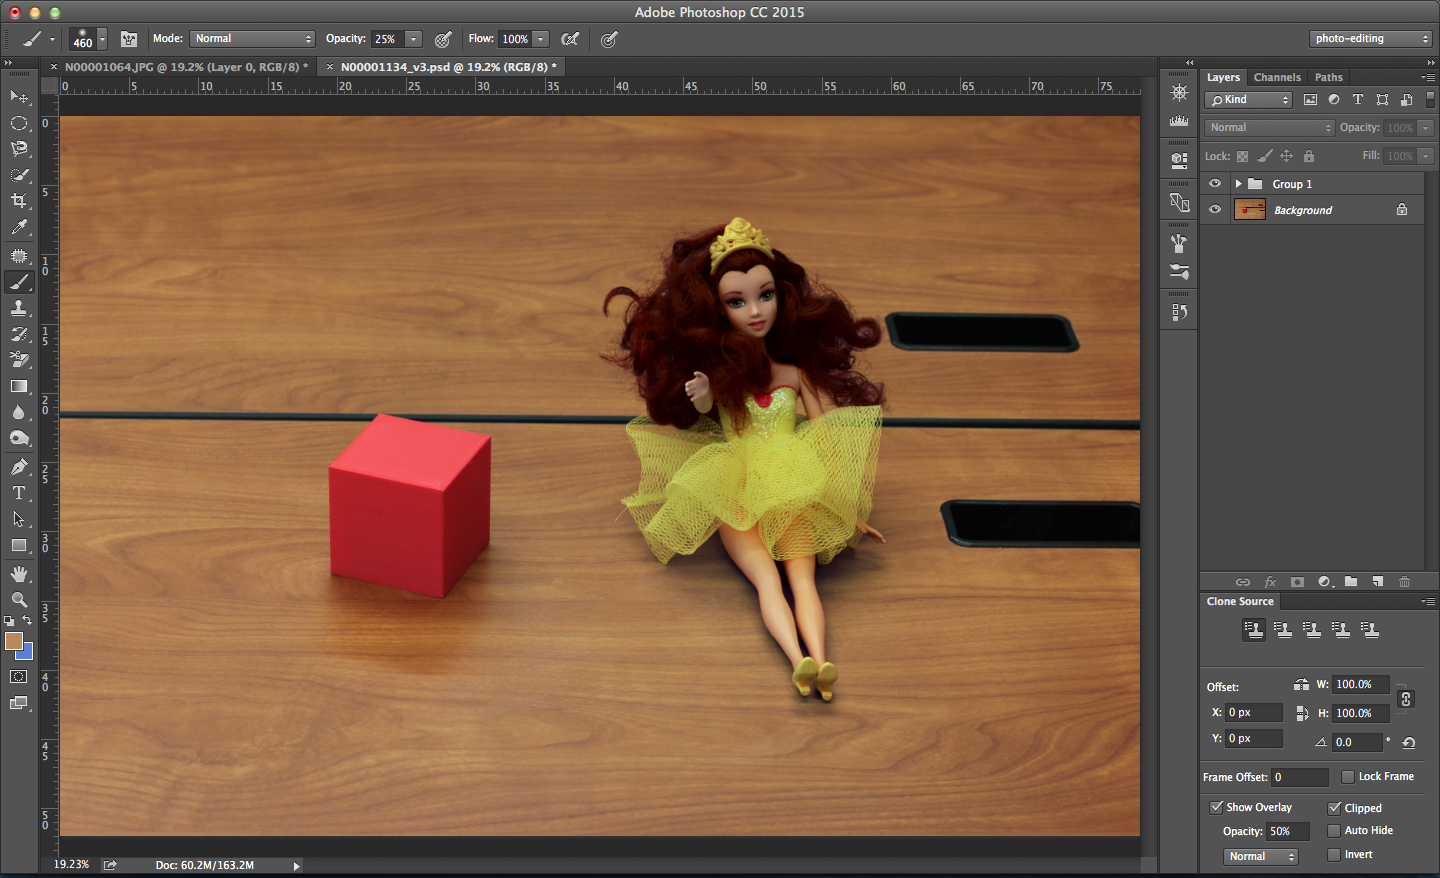 Adobe Photoshop CC 2015
460 Mode: Normal Opacity: 25% Flow: 100% photo-editing
× N00001064.JPG @ 19.2% (Layer 0, RGB/8) * × N00001134_v3.psd @ 19.2% (RGB/8) *
0 5 10 15 20 25 30 35 40 45 50 55 60 65 70 75
0
5
10
15
20
25
30
35
40
45
50
19.23% Doc: 60.2M/163.2M
Layers Channels Paths
Kind
Normal Opacity: 100%
Lock: Fill: 100%
Group 1
Background
fx
Clone Source
Offset: W: 100.0%
X: 0 px H: 100.0%
Y: 0 px 0.0 °
Frame Offset: 0 Lock Frame
Show Overlay Clipped
Opacity: 50% Auto Hide
Normal Invert